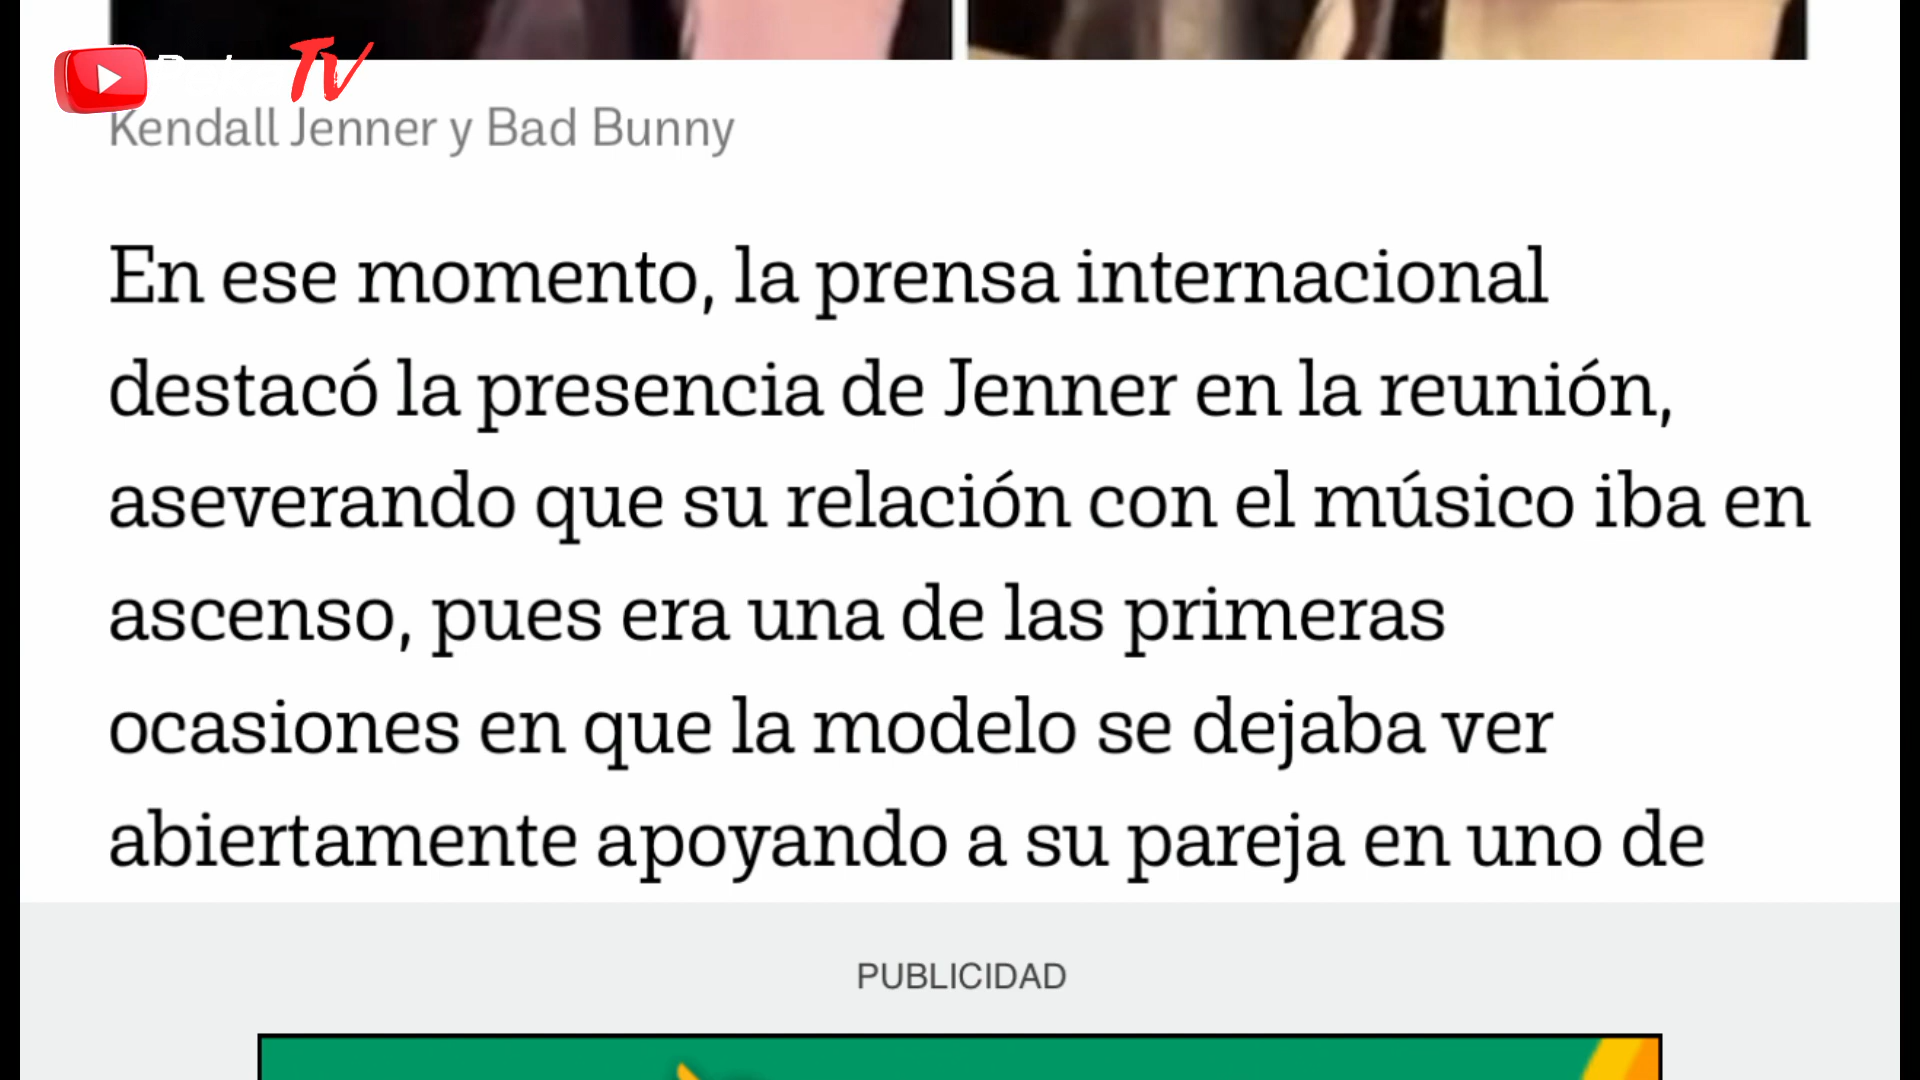 TV
Kendall Jenner y Bad Bunny
En ese momento, la prensa internacional
destacó la presencia de Jenner en la reunión,
aseverando que su relación con el músico iba en
ascenso, pues era una de las primeras
ocasiones en que la modelo se dejaba ver
abiertamente apoyando a su pareja en uno de
PUBLICIDAD